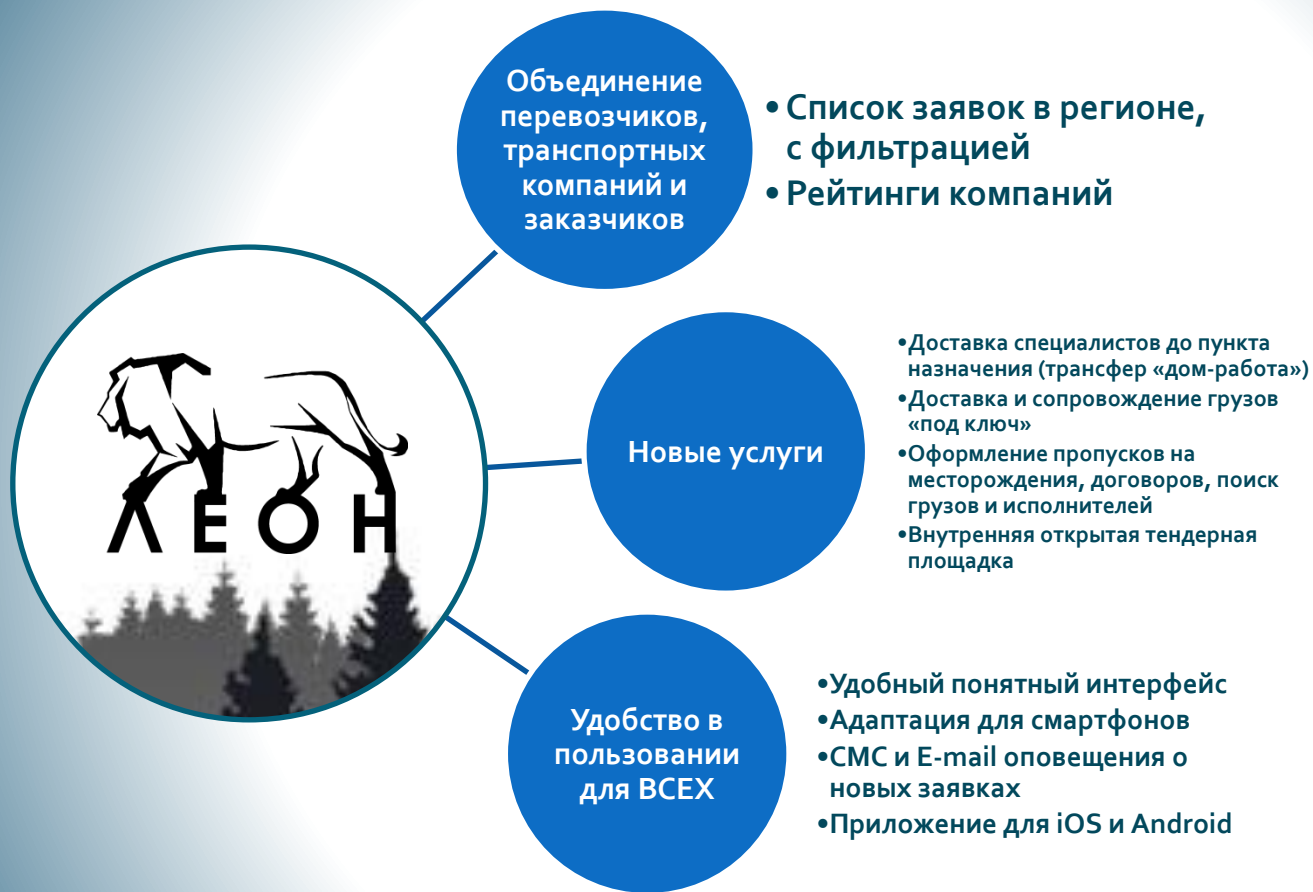 Объединение
перевозчиков,
транспортных
компаний и
заказчиков
• Список заявок в регионе,
с фильтрацией
• Рейтинги компаний
ΛЕОН
Новые услуги
•Доставка специалистов до пункта
назначения (трансфер «дом-работа»)
•Доставка и сопровождение грузов
«под ключ»
•Оформление пропусков на
месторождения, договоров, поиск
грузов и исполнителей
•Внутренняя открытая тендерная
площадка
Удобство в
пользовании
для ВСЕХ
•Удобный понятный интерфейс
•Адаптация для смартфонов
•СМС и E-mail оповещения о
новых заявках
•Приложение для iOS и Android